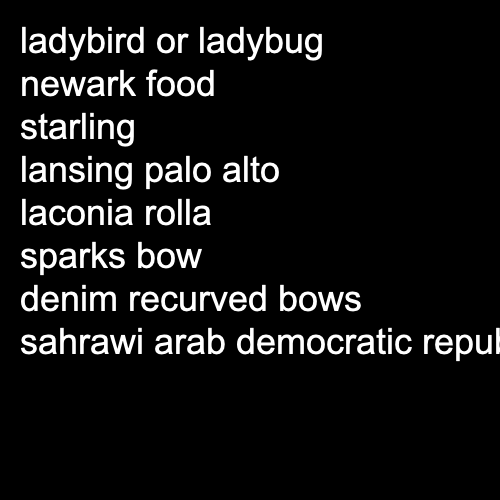 ladybird or ladybug
newark food
starling
lansing palo alto
laconia rolla
sparks bow
denim recurved bows
sahrawi arab democratic